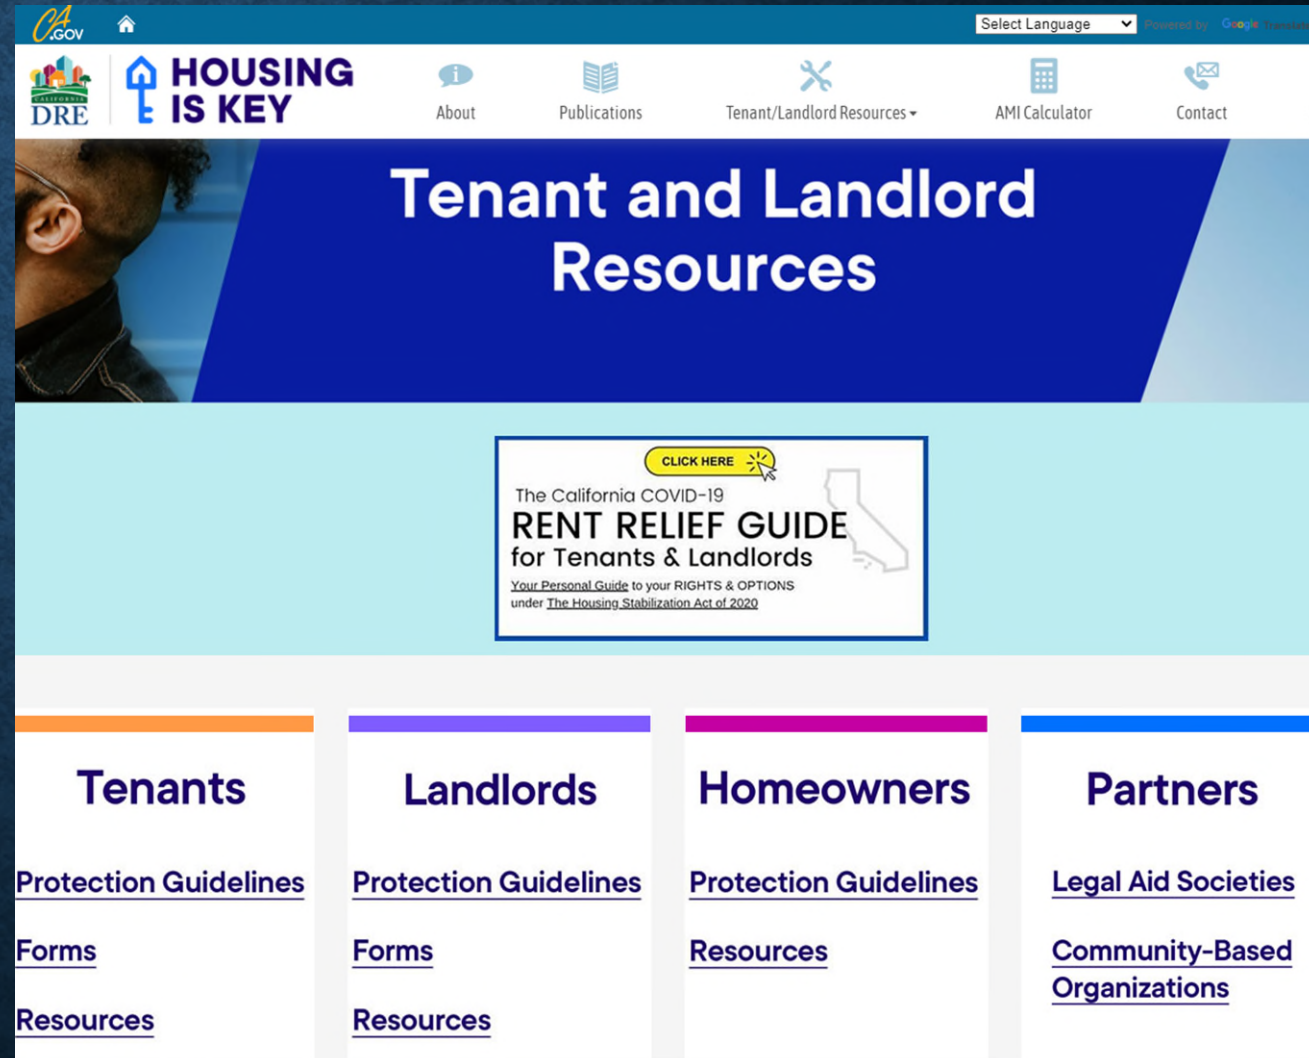 CA.GOV
Select Language
Powered by Google Translate
CALIFORNIA
DRE
HOUSING
IS KEY
About
Publications
Tenant/Landlord Resources
AMI Calculator
Contact
Tenant and Landlord
Resources
CLICK HERE
The California COVID-19
RENT RELIEF GUIDE
for Tenants & Landlords
Your Personal Guide to your RIGHTS & OPTIONS
under The Housing Stabilization Act of 2020
Tenants
Protection Guidelines
Forms
Resources
Landlords
Protection Guidelines
Forms
Resources
Homeowners
Protection Guidelines
Resources
Partners
Legal Aid Societies
Community-Based
Organizations